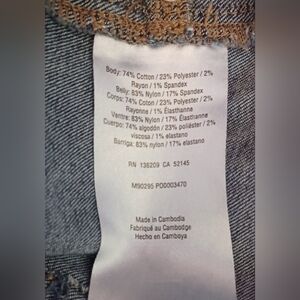 Body: 74% Cotton / 23% Polyester / 2%
Rayon / 1% Spandex
Belly: 83% Nylon / 17% Spandex
Corps: 74% Coton / 23% Polyester / 2%
Rayonne / 1% Élasthanne
Ventre: 83% Nylon / 17% Élasthanne
Cuerpo: 74% algodón / 23% poliéster / 2%
viscosa / 1% elastano
Barriga: 83% nylon / 17% elastano
RN 136209 CA 52145
M90295 PD0003470
Made in Cambodia
Fabriqué au Cambodge
Hecho en Camboya